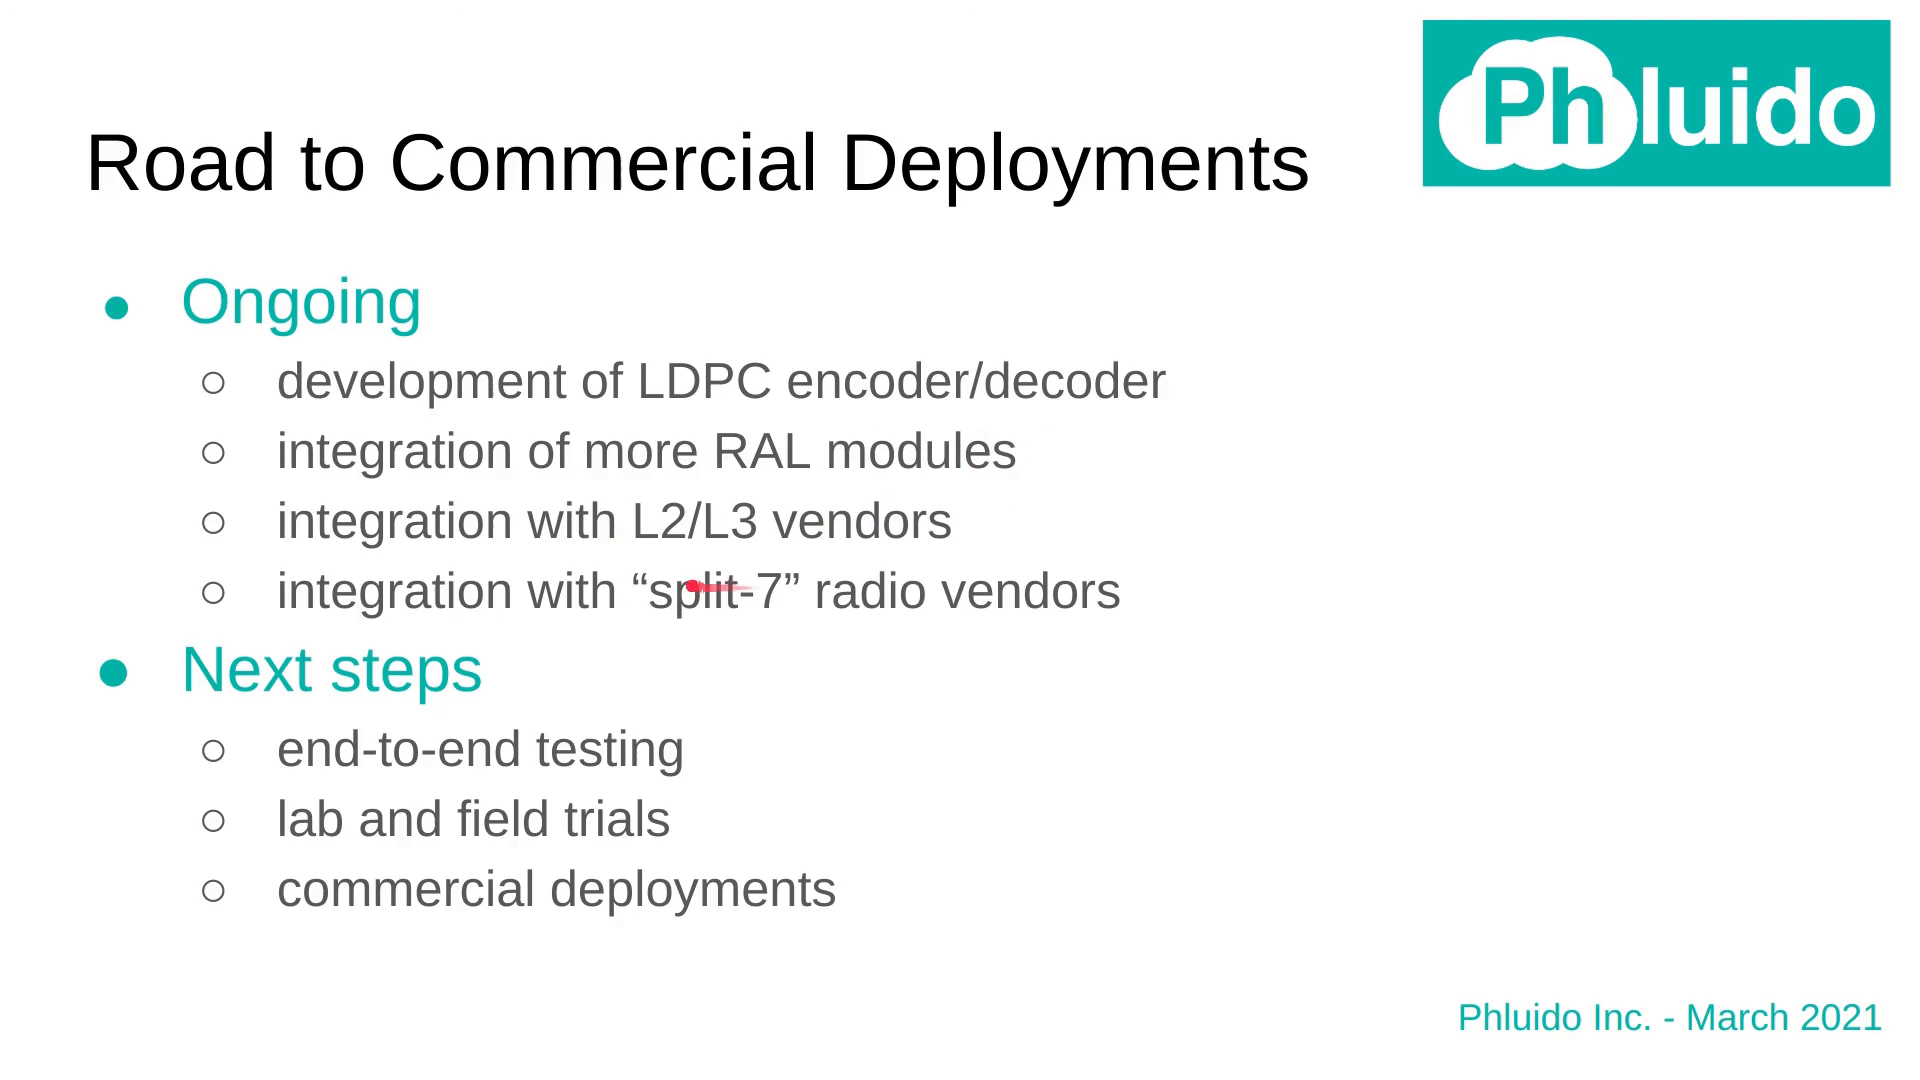 Phluido
Road to Commercial Deployments
● Ongoing
○ development of LDPC encoder/decoder
○ integration of more RAL modules
○ integration with L2/L3 vendors
○ integration with “split-7” radio vendors
● Next steps
○ end-to-end testing
○ lab and field trials
○ commercial deployments
Phluido Inc. - March 2021